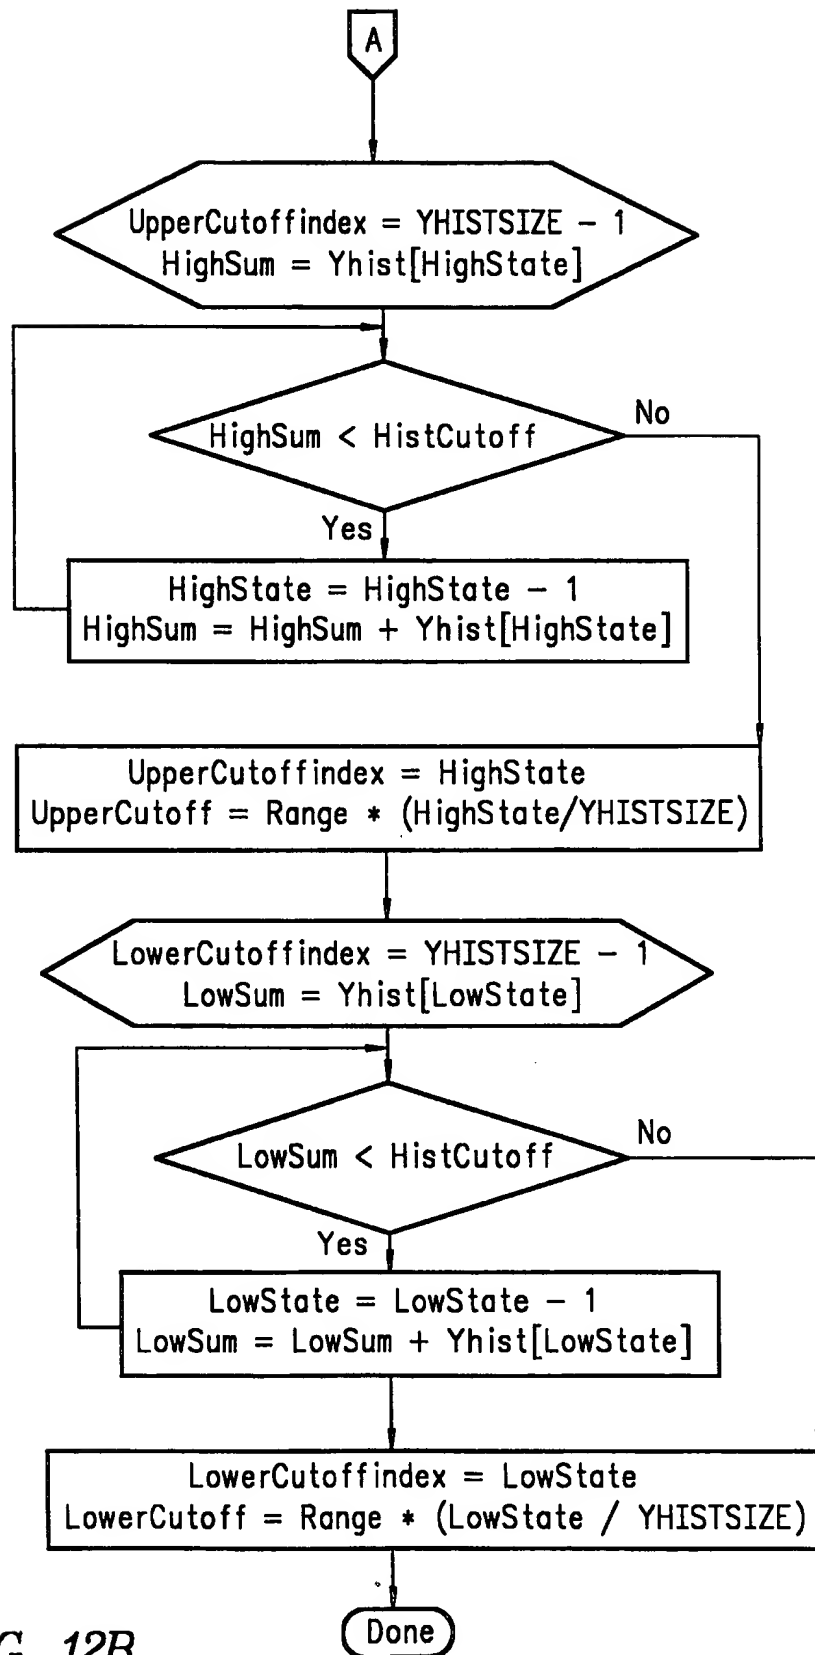 A
UpperCutoffindex = YHISTSIZE - 1
HighSum = Yhist[HighState]
HighSum < HistCutoff
No
Yes
HighState = HighState - 1
HighSum = HighSum + Yhist[HighState]
UpperCutoffindex = HighState
UpperCutoff = Range * (HighState/YHISTSIZE)
LowerCutoffindex = YHISTSIZE - 1
LowSum = Yhist[LowState]
LowSum < HistCutoff
No
Yes
LowState = LowState - 1
LowSum = LowSum + Yhist[LowState]
LowerCutoffindex = LowState
LowerCutoff = Range * (LowState / YHISTSIZE)
Done
G. 12B